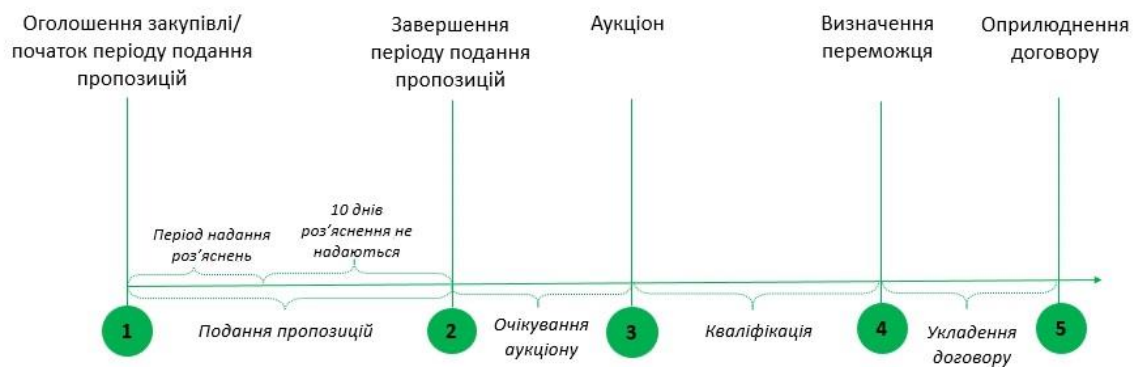 Оголошення закупівлі/
початок періоду подання
пропозицій
Завершення
періоду подання
пропозицій
Аукціон
Визначення
переможця
Оприлюднення
договору
Період надання
роз’яснень
10 днів
роз’яснення не
надаються
1
Подання пропозицій
2
Очікування
аукціону
3
Кваліфікація
4
Укладення
договору
5